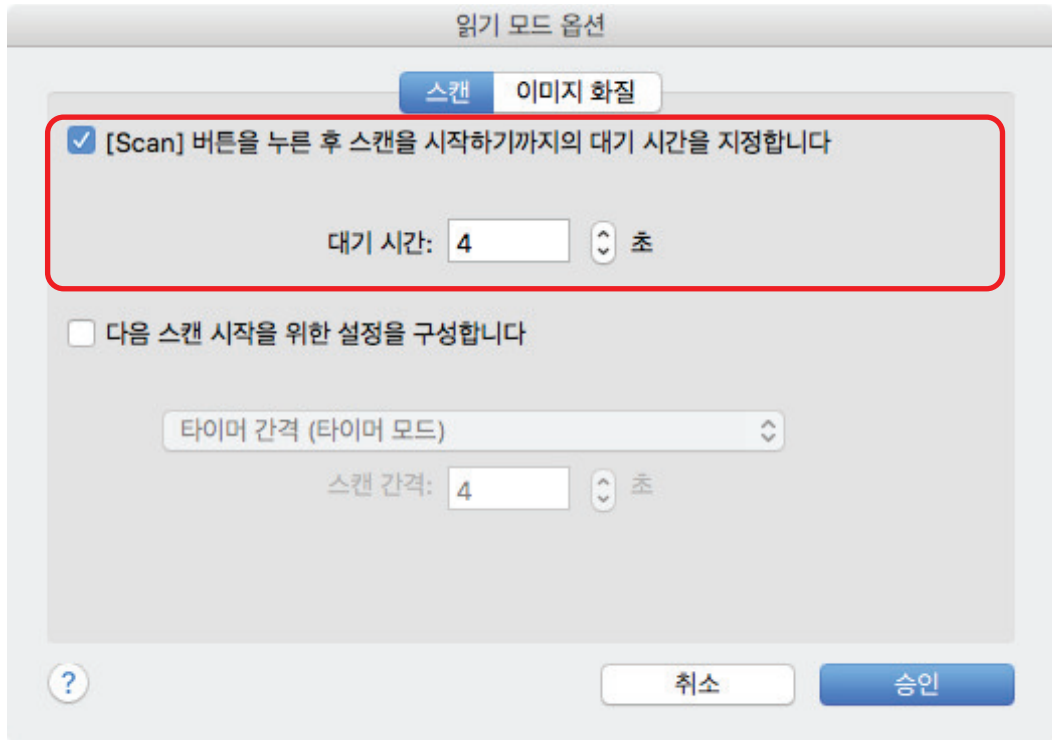 읽기 모드 옵션
스캔 이미지 화질
[Scan] 버튼을 누른 후 스캔을 시작하기까지의 대기 시간을 지정합니다
대기 시간: 4 초
다음 스캔 시작을 위한 설정을 구성합니다
타이머 간격 (타이머 모드)
스캔 간격: 4 초
? 취소 승인